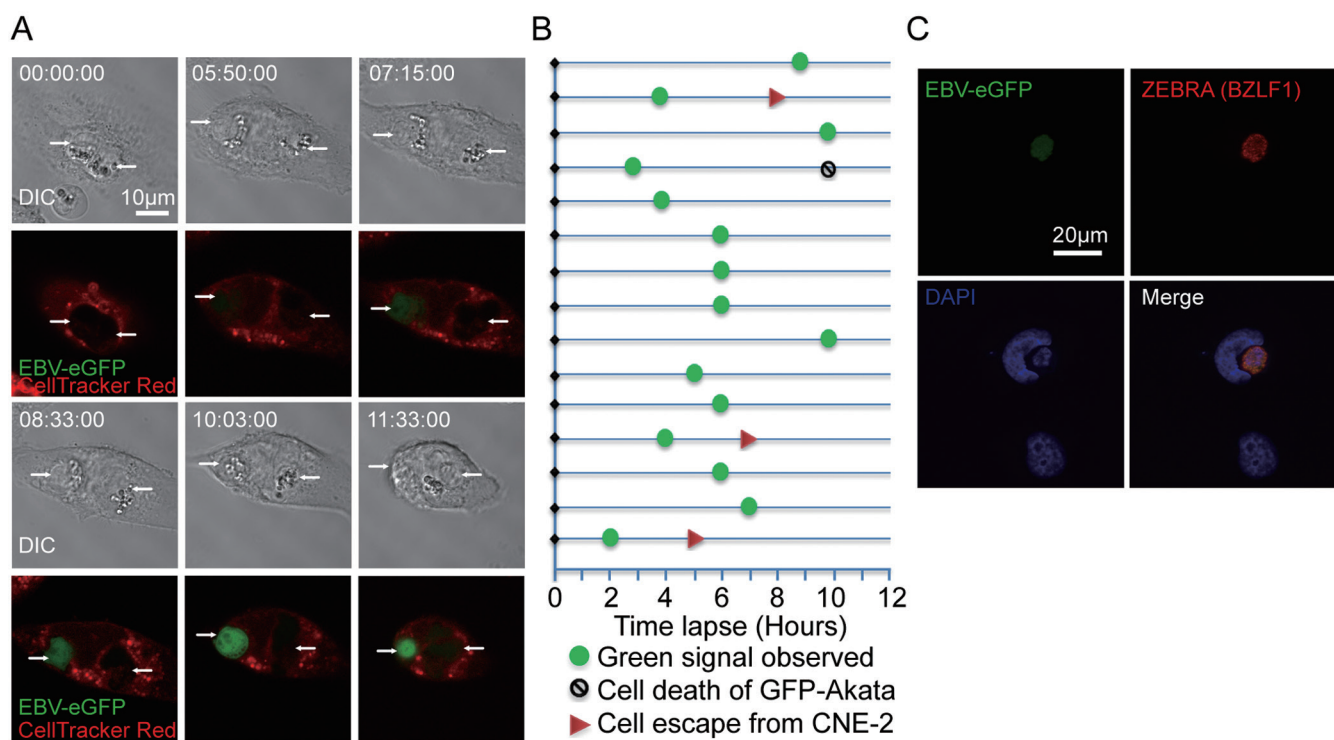 A
00:00:00
05:50:00
07:15:00
DIC
10μm
EBV-eGFP
CellTracker Red
08:33:00
10:03:00
11:33:00
DIC
EBV-eGFP
CellTracker Red
B
0 2 4 6 8 10 12
Time lapse (Hours)
Green signal observed
Cell death of GFP-Akata
Cell escape from CNE-2
C
EBV-eGFP
ZEBRA (BZLF1)
20μm
DAPI
Merge